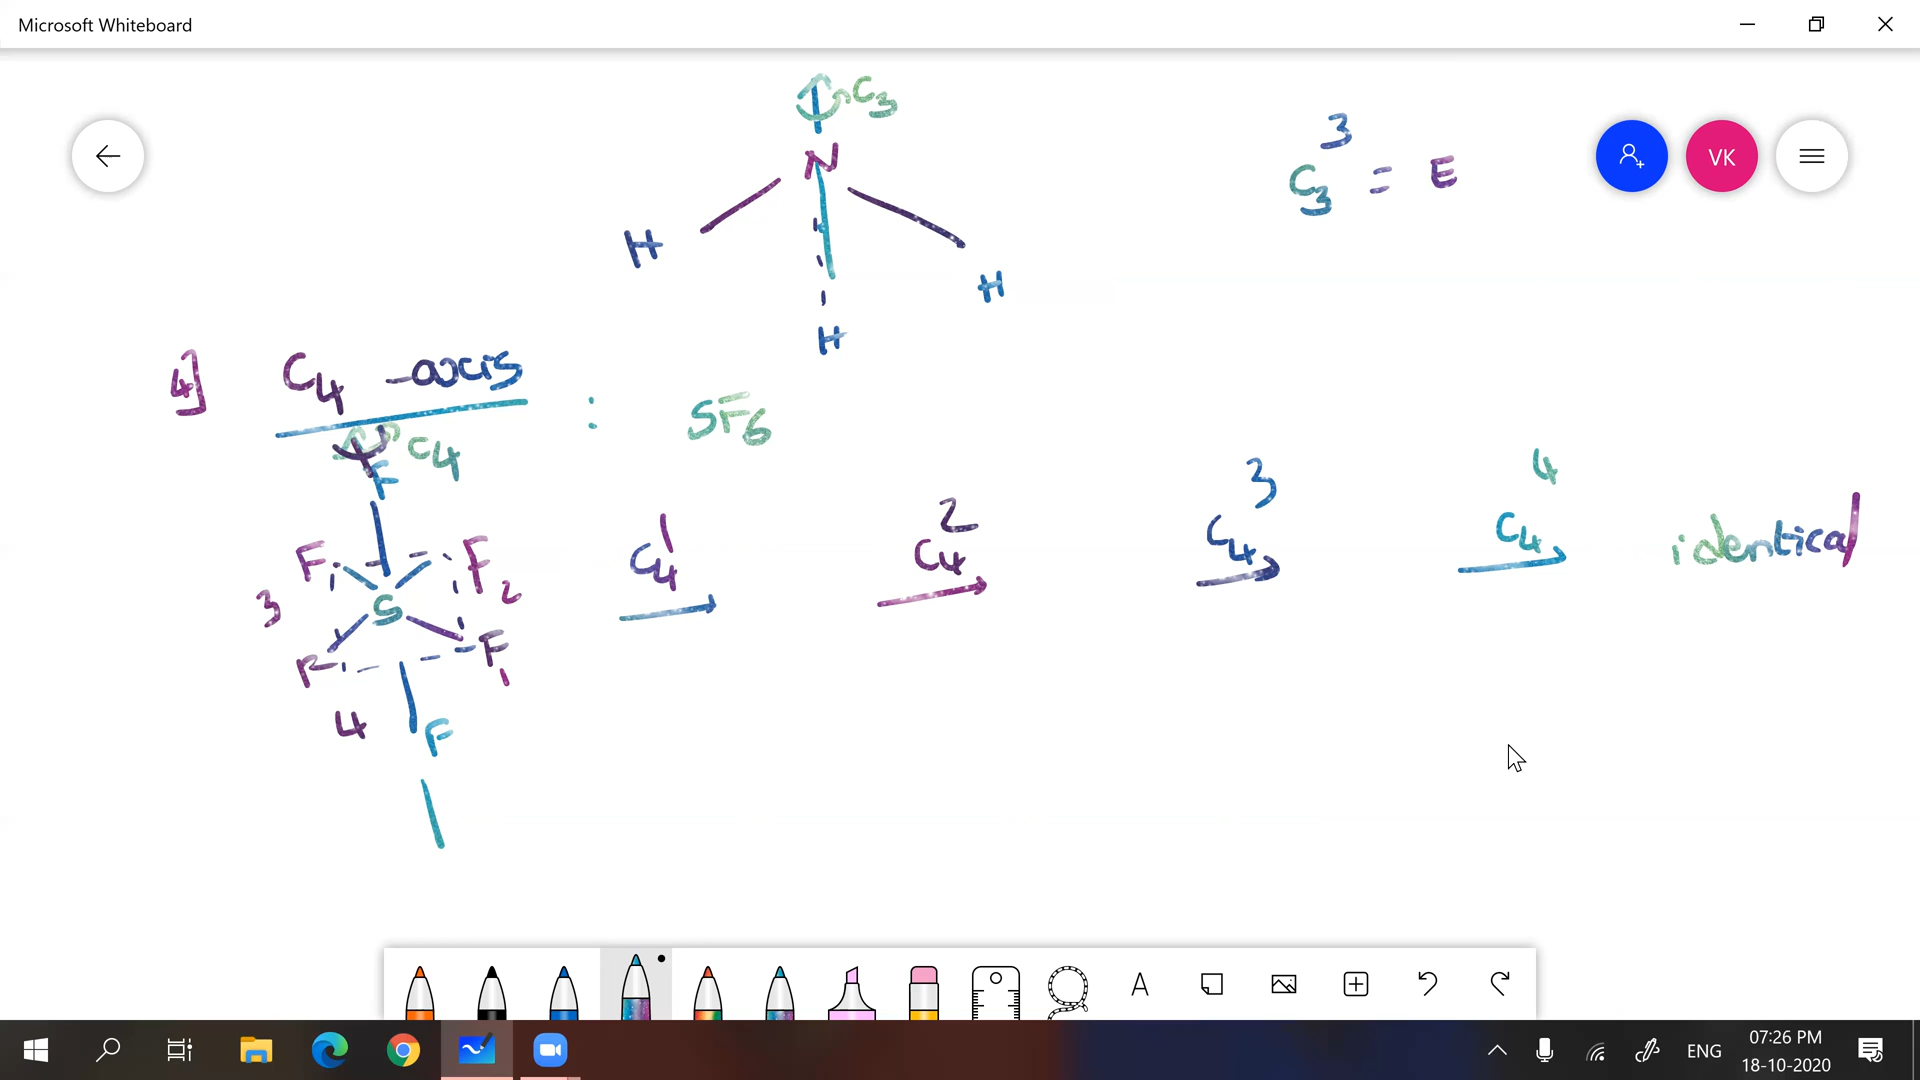 Microsoft Whiteboard
C3
N
H
H
H
C3^3 = E
VK
4] C4 -axis : SF6
C4
F
F F
3 2
S
F F
4 1
F
C4^1 C4^2 C4^3 C4^4 identical
A
ENG
07:26 PM
18-10-2020